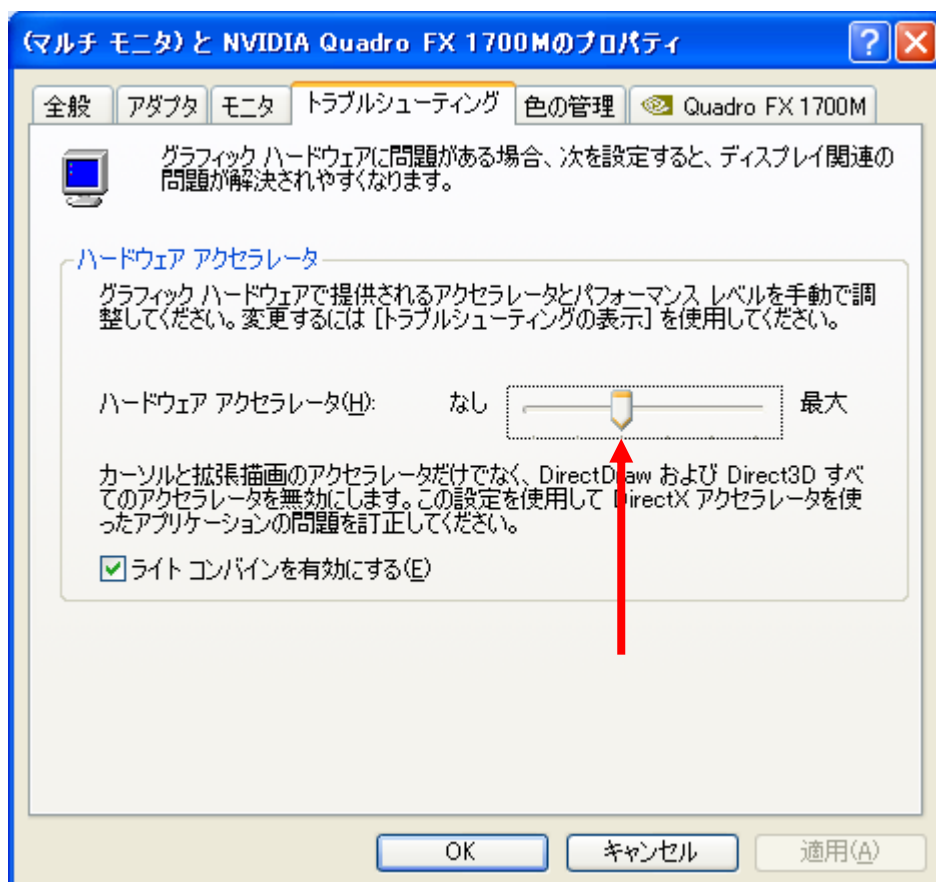 (マルチ モニタ) と NVIDIA Quadro FX 1700Mのプロパティ
全般 アダプタ モニタ トラブルシューティング 色の管理 Quadro FX 1700M
グラフィック ハードウェアに問題がある場合、次を設定すると、ディスプレイ関連の
問題が解決されやすくなります。
ハードウェア アクセラレータ
グラフィック ハードウェアで提供されるアクセラレータとパフォーマンス レベルを手動で調
整してください。変更するには [トラブルシューティングの表示] を使用してください。
ハードウェア アクセラレータ(H): なし 最大
カーソルと拡張描画のアクセラレータだけでなく、DirectDraw および Direct3D すべ
てのアクセラレータを無効にします。この設定を使用して DirectX アクセラレータを使
ったアプリケーションの問題を訂正してください。
ライト コンバインを有効にする(E)
OK キャンセル 適用(A)